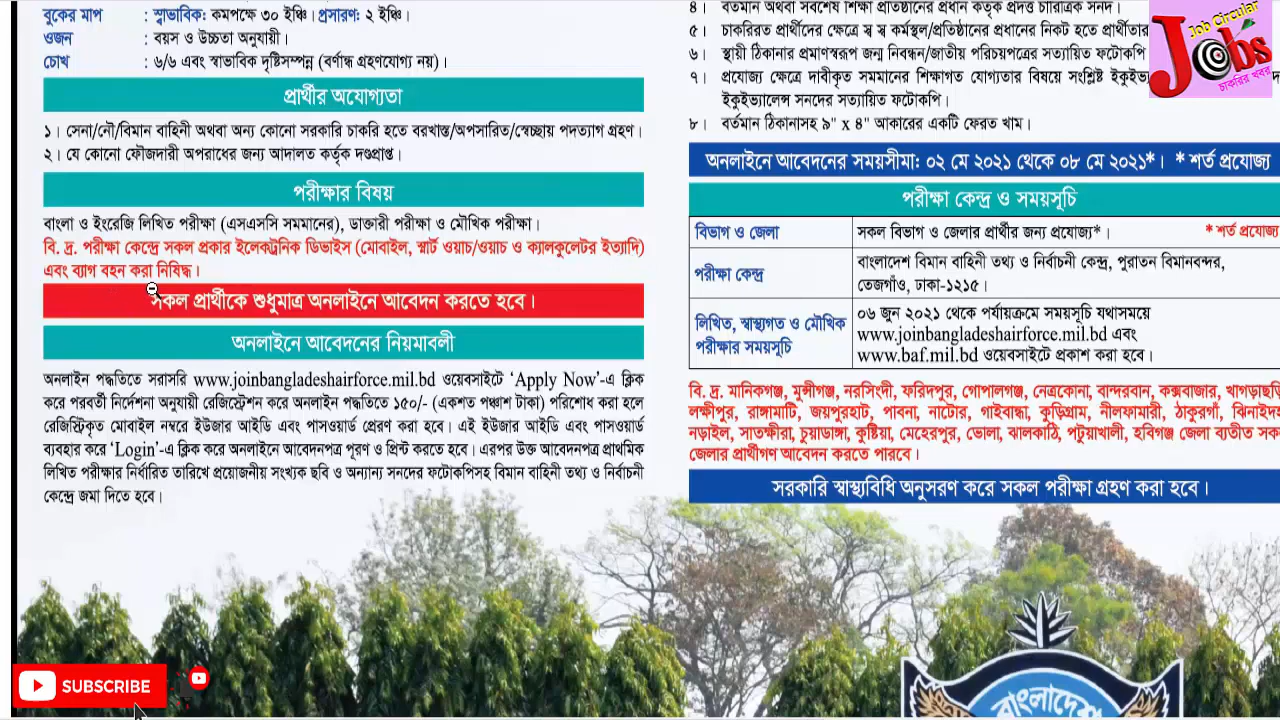 বুকের মাপ : স্বাভাবিক: কমপক্ষে ৩০ ইঞ্চি। প্রসারণ: ২ ইঞ্চি।
ওজন : বয়স ও উচ্চতা অনুযায়ী।
চোখ : ৬/৬ এবং স্বাভাবিক দৃষ্টিসম্পন্ন (বর্ণান্ধ গ্রহণযোগ্য নয়)।
প্রার্থীর অযোগ্যতা
১। সেনা/নৌ/বিমান বাহিনী অথবা অন্য কোনো সরকারি চাকরি হতে বরখাস্ত/অপসারিত/স্বেচ্ছায় পদত্যাগ গ্রহণ।
২। যে কোনো ফৌজদারী অপরাধের জন্য আদালত কর্তৃক দণ্ডপ্রাপ্ত।
পরীক্ষার বিষয়
বাংলা ও ইংরেজি লিখিত পরীক্ষা (এসএসসি সমমানের), ডাক্তারী পরীক্ষা ও মৌখিক পরীক্ষা।
বি. দ্র. পরীক্ষা কেন্দ্রে সকল প্রকার ইলেকট্রনিক ডিভাইস (মোবাইল, স্মার্ট ওয়াচ/ওয়াচ ও ক্যালকুলেটর ইত্যাদি)
এবং ব্যাগ বহন করা নিষিদ্ধ।
সকল প্রার্থীকে শুধুমাত্র অনলাইনে আবেদন করতে হবে।
অনলাইনে আবেদনের নিয়মাবলী
অনলাইন পদ্ধতিতে সরাসরি www.joinbangladeshairforce.mil.bd ওয়েবসাইটে ‘Apply Now’-এ ক্লিক
করে পরবর্তী নির্দেশনা অনুযায়ী রেজিস্ট্রেশন করে অনলাইন পদ্ধতিতে ১৫০/- (একশত পঞ্চাশ টাকা) পরিশোধ করা হলে
রেজিস্ট্রিকৃত মোবাইল নম্বরে ইউজার আইডি এবং পাসওয়ার্ড প্রেরণ করা হবে। এই ইউজার আইডি এবং পাসওয়ার্ড
ব্যবহার করে ‘Login’-এ ক্লিক করে অনলাইনে আবেদনপত্র পূরণ ও প্রিন্ট করতে হবে। এরপর উক্ত আবেদনপত্র প্রাথমিক
লিখিত পরীক্ষার নির্ধারিত তারিখে প্রয়োজনীয় সংখ্যক ছবি ও অন্যান্য সনদের ফটোকপিসহ বিমান বাহিনী তথ্য ও নির্বাচনী
কেন্দ্রে জমা দিতে হবে।
৪। বর্তমান অথবা সর্বশেষ শিক্ষা প্রতিষ্ঠানের প্রধান কর্তৃক প্রদত্ত চারিত্রিক সনদ।
৫। চাকরিরত প্রার্থীদের ক্ষেত্রে স্ব স্ব কর্মস্থল/প্রতিষ্ঠানের প্রধানের নিকট হতে প্রার্থীতার
৬। স্থায়ী ঠিকানার প্রমাণস্বরূপ জন্ম নিবন্ধন/জাতীয় পরিচয়পত্রের সত্যায়িত ফটোকপি
৭। প্রযোজ্য ক্ষেত্রে দাবীকৃত সমমানের শিক্ষাগত যোগ্যতার বিষয়ে সংশ্লিষ্ট
ইকুইভ্যালেন্স সনদের সত্যায়িত ফটোকপি।
৮। বর্তমান ঠিকানাসহ ৯" x ৪" আকারের একটি ফেরত খাম।
Job Circular
Jobs
চাকরির খবর
অনলাইনে আবেদনের সময়সীমা: ০২ মে ২০২১ থেকে ০৮ মে ২০২১*। * শর্ত প্রযোজ্য
পরীক্ষা কেন্দ্র ও সময়সূচি
বিভাগ ও জেলা সকল বিভাগ ও জেলার প্রার্থীর জন্য প্রযোজ্য*। * শর্ত প্রযোজ্য
পরীক্ষা কেন্দ্র বাংলাদেশ বিমান বাহিনী তথ্য ও নির্বাচনী কেন্দ্র, পুরাতন বিমানবন্দর,
তেজগাঁও, ঢাকা-১২১৫।
লিখিত, স্বাস্থ্যগত ও মৌখিক
পরীক্ষার সময়সূচি
০৬ জুন ২০২১ থেকে পর্যায়ক্রমে সময়সূচি যথাসময়ে
www.joinbangladeshairforce.mil.bd এবং
www.baf.mil.bd ওয়েবসাইটে প্রকাশ করা হবে।
বি. দ্র. মানিকগঞ্জ, মুন্সীগঞ্জ, নরসিংদী, ফরিদপুর, গোপালগঞ্জ, নেত্রকোনা, বান্দরবান, কক্সবাজার,
লক্ষীপুর, রাঙ্গামাটি, জয়পুরহাট, পাবনা, নাটোর, গাইবান্ধা, কুড়িগ্রাম, নীলফামারী, ঠাকুরগাঁ,
নড়াইল, সাতক্ষীরা, চুয়াডাঙ্গা, কুষ্টিয়া, মেহেরপুর, ভোলা, ঝালকাঠি, পটুয়াখালী, হবিগঞ্জ জেলা ব্যতীত
জেলার প্রার্থীগণ আবেদন করতে পারবে।
সরকারি স্বাস্থ্যবিধি অনুসরণ করে সকল পরীক্ষা গ্রহণ করা হবে।
SUBSCRIBE
বাংলাদেশ